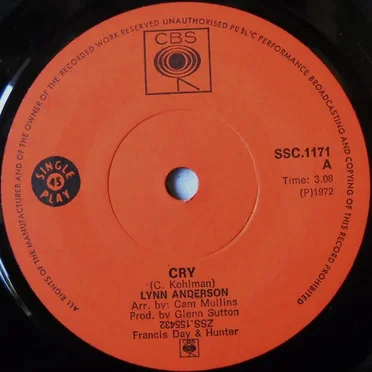 ALL RIGHTS OF THE MANUFACTURER AND OF THE OWNER OF THE RECORDED WORK RESERVED UNAUTHORISED PUBLIC PERFORMANCE BROADCASTING AND COPYING OF THIS RECORD PROHIBITED
CBS
SSC.1171
A
Time: 3.08
(P)1972
SINGLE
45
PLAY
CRY
(C. Kohlman)
LYNN ANDERSON
Arr. by: Cam Mullins
Prod. by Glenn Sutton
ZSS.155432
Francis Day & Hunter
CBS